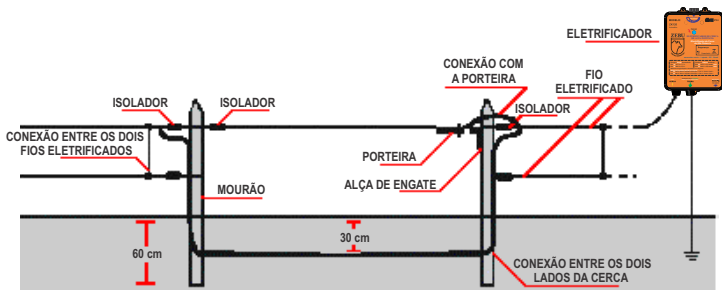 ELETRIFICADOR
ZEBU
CONEXÃO COM
A PORTEIRA
FIO
ELETRIFICADO
ISOLADOR
ISOLADOR
ISOLADOR
CONEXÃO ENTRE OS DOIS
FIOS ELETRIFICADOS
PORTEIRA
MOURÃO
ALÇA DE ENGATE
30 cm
60 cm
CONEXÃO ENTRE OS DOIS
LADOS DA CERCA